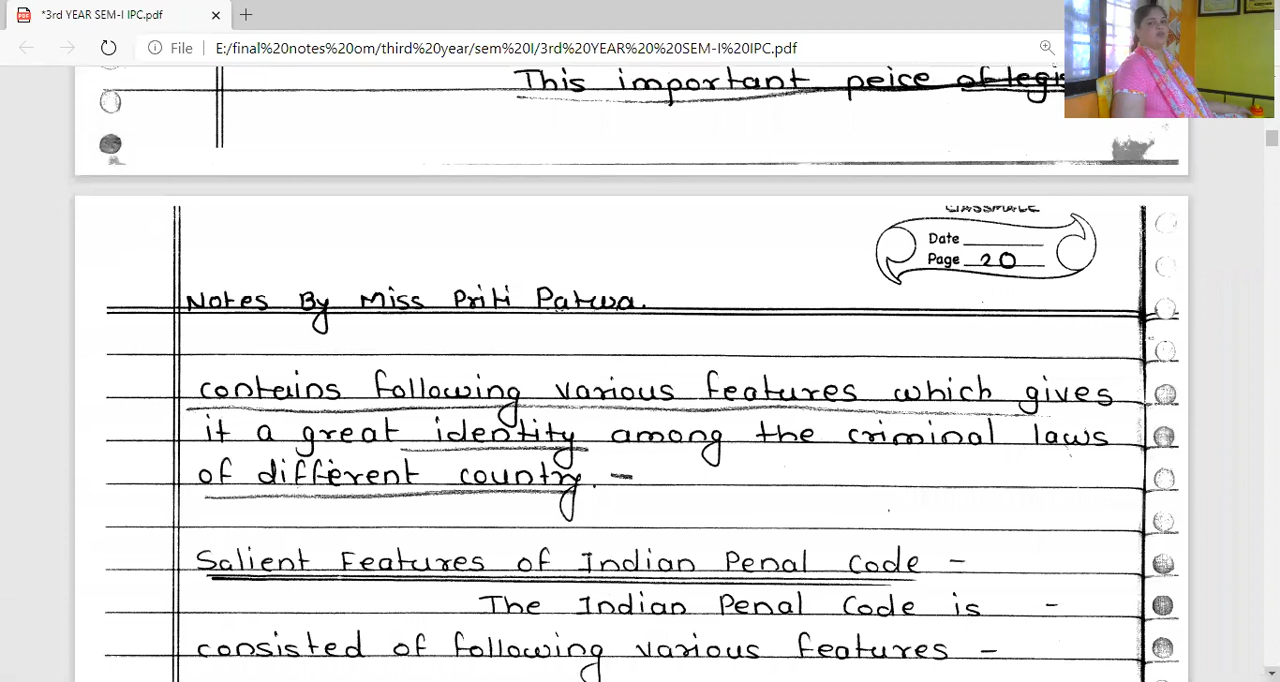 *3rd YEAR SEM-I IPC.pdf
File E:/final%20notes%20om/third%20year/sem%20I/3rd%20YEAR%20%20SEM-I%20IPC.pdf
This important peice of legis
CLASSMATE
Date
Page 20
Notes By Miss Priti Patwa.
contains following various features which gives
it a great identity among the criminal laws
of different country. -
Salient Features of Indian Penal Code -
The Indian Penal Code is -
consisted of following various features -